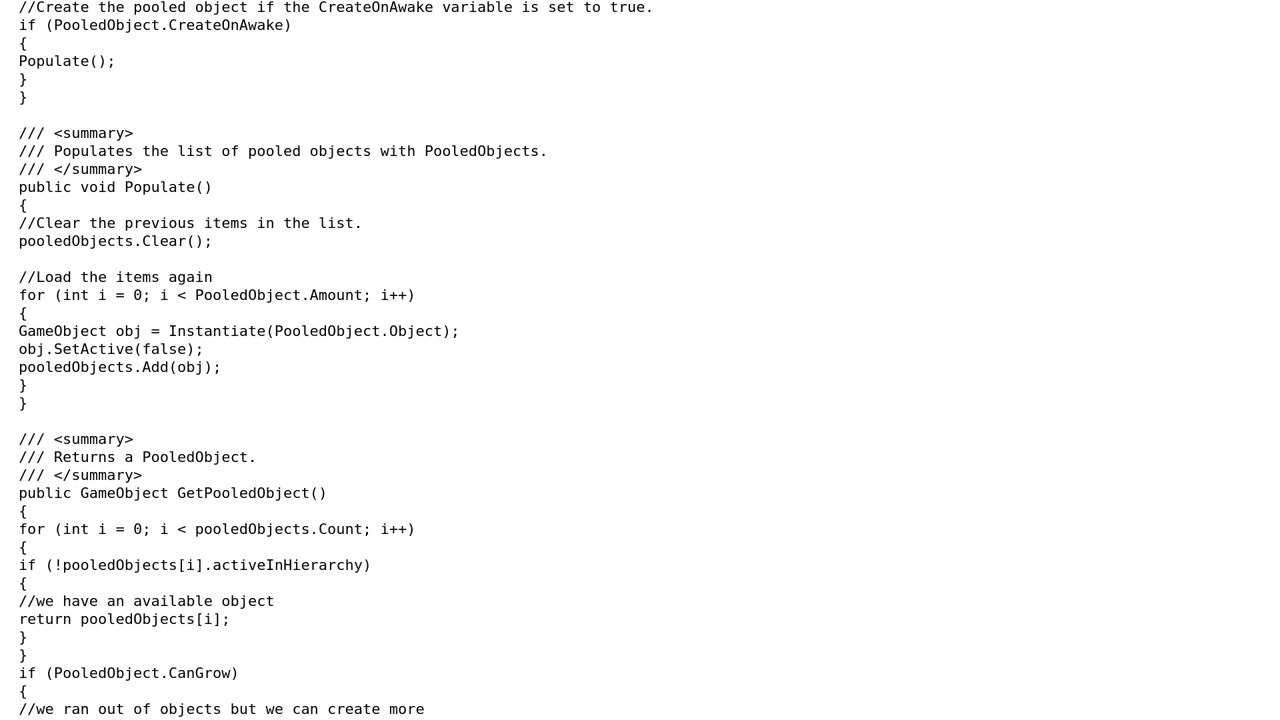 //Create the pooled object if the CreateOnAwake variable is set to true.
if (PooledObject.CreateOnAwake)
{
Populate();
}
}

/// <summary>
/// Populates the list of pooled objects with PooledObjects.
/// </summary>
public void Populate()
{
//Clear the previous items in the list.
pooledObjects.Clear();

//Load the items again
for (int i = 0; i < PooledObject.Amount; i++)
{
GameObject obj = Instantiate(PooledObject.Object);
obj.SetActive(false);
pooledObjects.Add(obj);
}
}

/// <summary>
/// Returns a PooledObject.
/// </summary>
public GameObject GetPooledObject()
{
for (int i = 0; i < pooledObjects.Count; i++)
{
if (!pooledObjects[i].activeInHierarchy)
{
//we have an available object
return pooledObjects[i];
}
}
if (PooledObject.CanGrow)
{
//we ran out of objects but we can create more